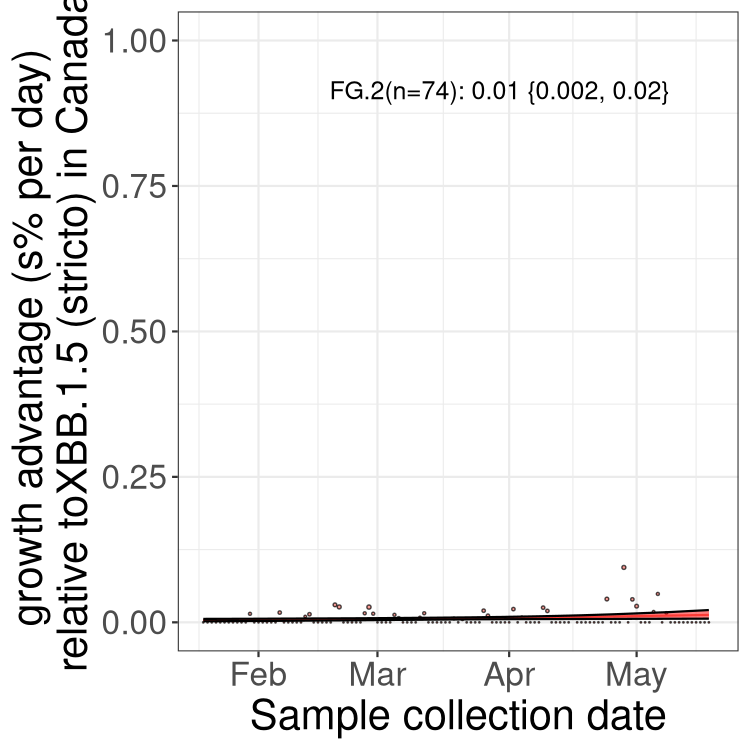 growth advantage (s% per day)
relative toXBB.1.5 (stricto) in Canada
1.00
0.75
0.50
0.25
0.00
FG.2(n=74): 0.01 {0.002, 0.02}
Feb Mar Apr May
Sample collection date